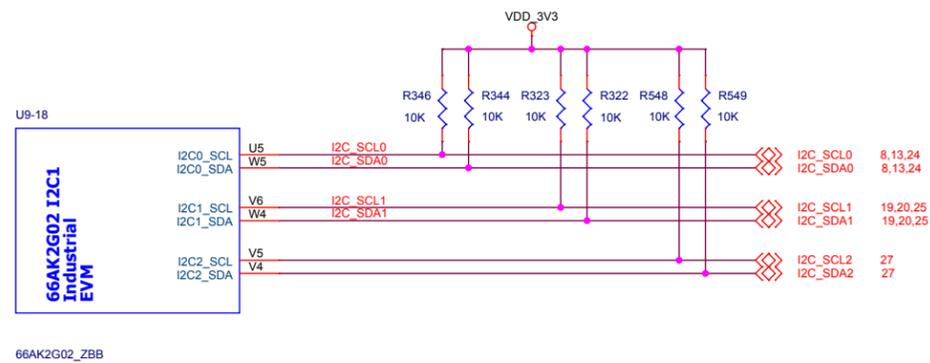 VDD_3V3
R346 R344 R323 R322 R548 R549
10K 10K 10K 10K 10K 10K
U9-18
66AK2G02 I2C1
Industrial
EVM
I2C0_SCL U5 I2C_SCL0 I2C_SCL0 8,13,24
I2C0_SDA W5 I2C_SDA0 I2C_SDA0 8,13,24
I2C1_SCL V6 I2C_SCL1 I2C_SCL1 19,20,25
I2C1_SDA W4 I2C_SDA1 I2C_SDA1 19,20,25
I2C2_SCL V5 I2C_SCL2 27
I2C2_SDA V4 I2C_SDA2 27
66AK2G02_ZBB